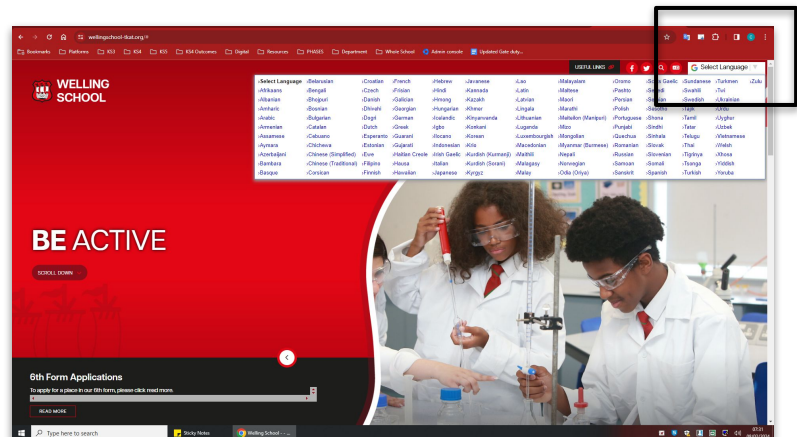 wellingschool-tkat.org/#
Bookmarks Platforms KS3 KS4 KS5 KS4 Outcomes Digital Resources PHASES Department Whole School Admin console Updated Gate duty...
USEFUL LINKS
Select Language
WELLING
SCHOOL
›Select Language ›Belarusian ›Croatian ›French ›Hebrew ›Javanese ›Lao ›Malayalam ›Oromo ›Scots Gaelic ›Sundanese ›Turkmen ›Zulu
›Afrikaans ›Bengali ›Czech ›Frisian ›Hindi ›Kannada ›Latin ›Maltese ›Pashto ›Sepedi ›Swahili ›Twi
›Albanian ›Bhojpuri ›Danish ›Galician ›Hmong ›Kazakh ›Latvian ›Maori ›Persian ›Serbian ›Swedish ›Ukrainian
›Amharic ›Bosnian ›Dhivehi ›Georgian ›Hungarian ›Khmer ›Lingala ›Marathi ›Polish ›Sesotho ›Tajik ›Urdu
›Arabic ›Bulgarian ›Dogri ›German ›Icelandic ›Kinyarwanda ›Lithuanian ›Meiteilon (Manipuri) ›Portuguese ›Shona ›Tamil ›Uyghur
›Armenian ›Catalan ›Dutch ›Greek ›Igbo ›Konkani ›Luganda ›Mizo ›Punjabi ›Sindhi ›Tatar ›Uzbek
›Assamese ›Cebuano ›Esperanto ›Guarani ›Ilocano ›Korean ›Luxembourgish ›Mongolian ›Quechua ›Sinhala ›Telugu ›Vietnamese
›Aymara ›Chichewa ›Estonian ›Gujarati ›Indonesian ›Krio ›Macedonian ›Myanmar (Burmese) ›Romanian ›Slovak ›Thai ›Welsh
›Azerbaijani ›Chinese (Simplified) ›Ewe ›Haitian Creole ›Irish Gaelic ›Kurdish (Kurmanji) ›Maithili ›Nepali ›Russian ›Slovenian ›Tigrinya ›Xhosa
›Bambara ›Chinese (Traditional) ›Filipino ›Hausa ›Italian ›Kurdish (Sorani) ›Malagasy ›Norwegian ›Samoan ›Somali ›Tsonga ›Yiddish
›Basque ›Corsican ›Finnish ›Hawaiian ›Japanese ›Kyrgyz ›Malay ›Odia (Oriya) ›Sanskrit ›Spanish ›Turkish ›Yoruba
BE ACTIVE
SCROLL DOWN
6th Form Applications
To apply for a place in our 6th form, please click read more.
READ MORE
Type here to search
Sticky Notes
Welling School - ...
07:31